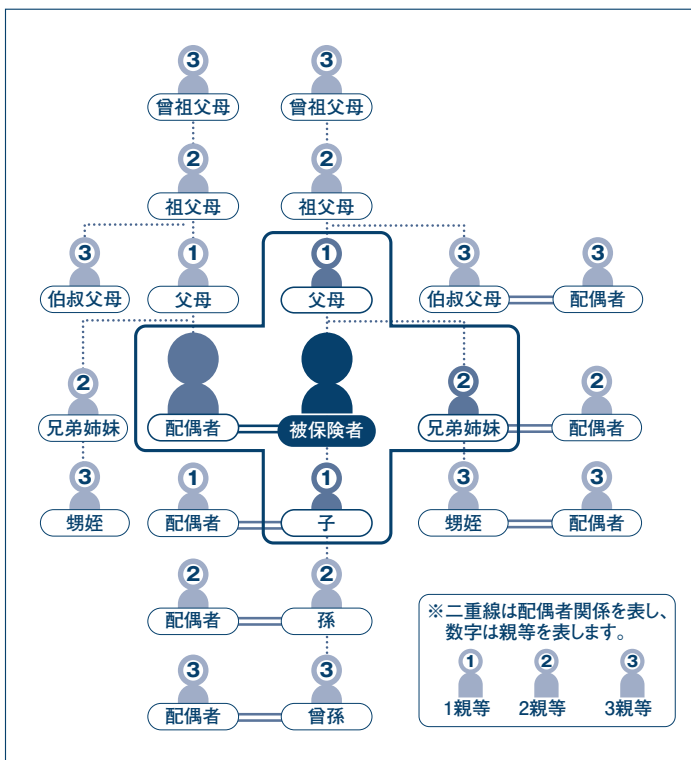 3 3
曾祖父母 曾祖父母
2 2
祖父母 祖父母
3 1 1 3 3
伯叔父母 父母 父母 伯叔父母 配偶者
2 2 2
兄弟姉妹 配偶者 被保険者 兄弟姉妹 配偶者
3 1 1 3 3
甥姪 配偶者 子 甥姪 配偶者
2 2
配偶者 孫
3 3
配偶者 曾孫
※二重線は配偶者関係を表し、
数字は親等を表します。
1 2 3
1親等 2親等 3親等